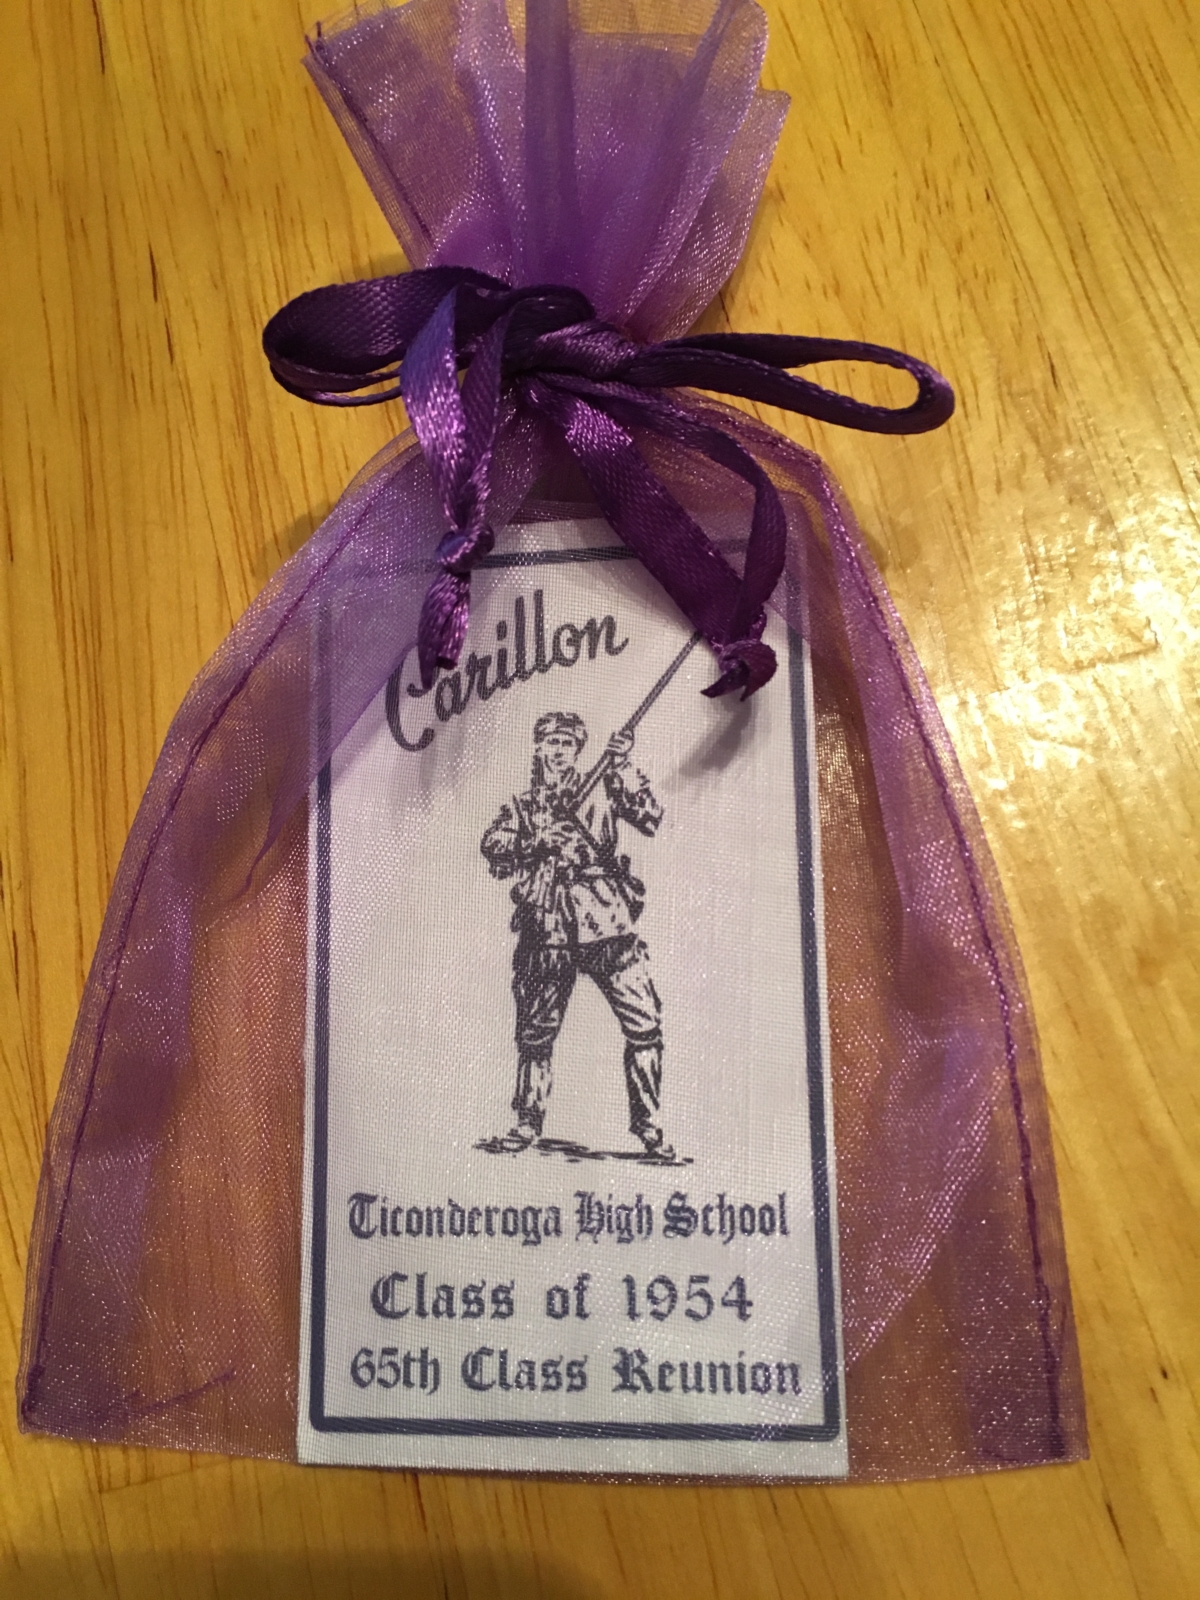 Carillon
Ticonderoga High School
Class of 1954
65th Class Reunion